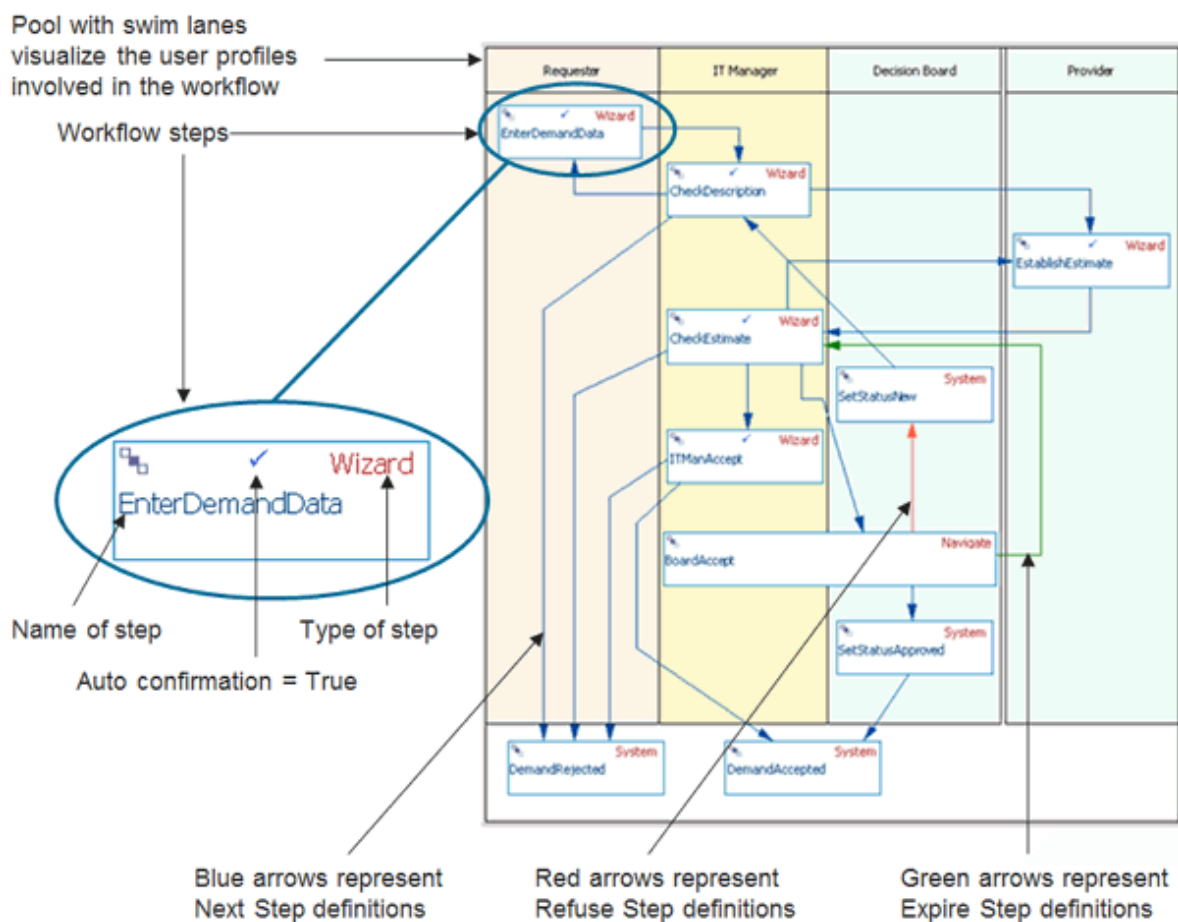 Pool with swim lanes
visualize the user profiles
involved in the workflow
Workflow steps
Requester
IT Manager
Decision Board
Provider
Wizard
EnterDemandData
Wizard
CheckDescription
Wizard
EstablishEstimate
Wizard
CheckEstimate
System
SetStatusNew
Wizard
ITManAccept
Navigate
BoardAccept
System
SetStatusApproved
System
DemandRejected
System
DemandAccepted
Wizard
EnterDemandData
Name of step
Type of step
Auto confirmation = True
Blue arrows represent
Next Step definitions
Red arrows represent
Refuse Step definitions
Green arrows represent
Expire Step definitions